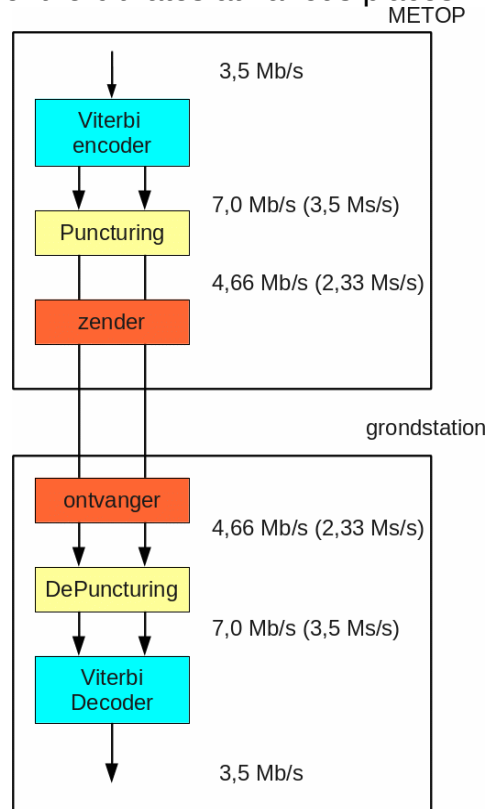 METOP
3,5 Mb/s
Viterbi
encoder
7,0 Mb/s (3,5 Ms/s)
Puncturing
4,66 Mb/s (2,33 Ms/s)
zender
grondstation
ontvanger
4,66 Mb/s (2,33 Ms/s)
DePuncturing
7,0 Mb/s (3,5 Ms/s)
Viterbi
Decoder
3,5 Mb/s